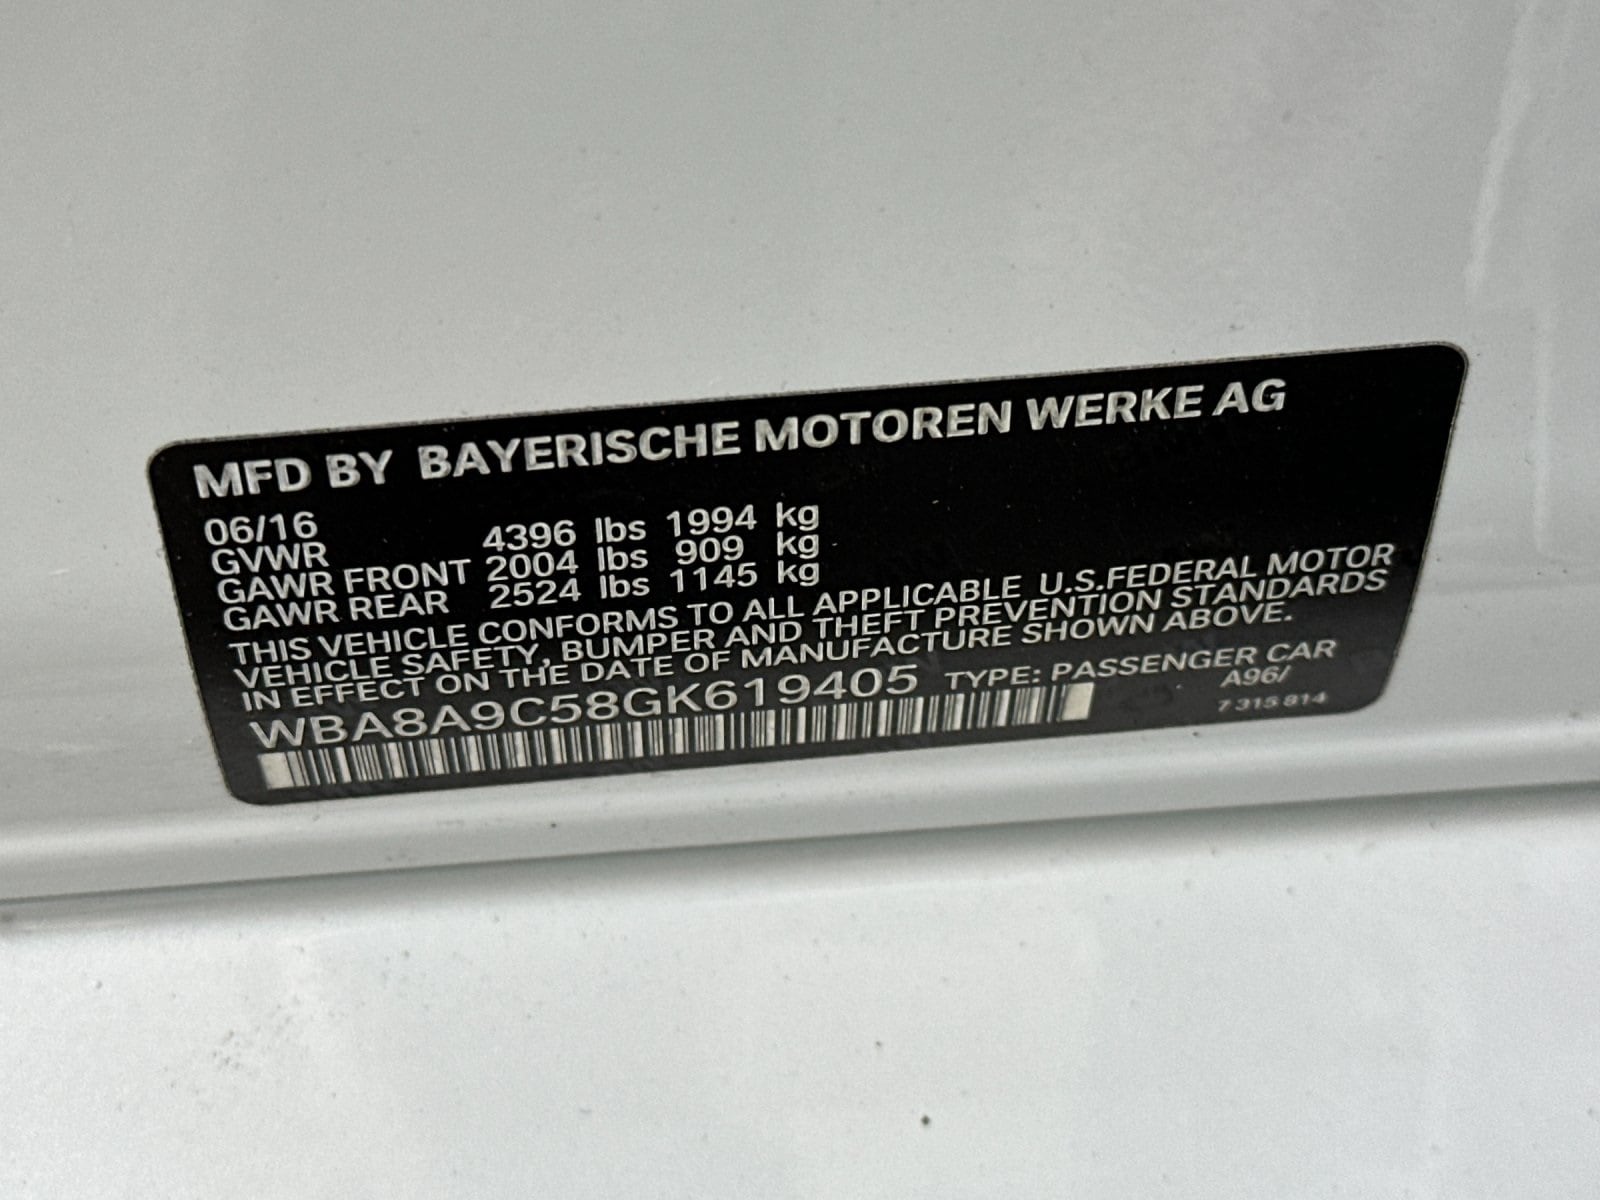 MFD BY BAYERISCHE MOTOREN WERKE AG
06/16
GVWR 4396 lbs 1994 kg
GAWR FRONT 2004 lbs 909 kg
GAWR REAR 2524 lbs 1145 kg
THIS VEHICLE CONFORMS TO ALL APPLICABLE U.S.FEDERAL MOTOR
VEHICLE SAFETY, BUMPER AND THEFT PREVENTION STANDARDS
IN EFFECT ON THE DATE OF MANUFACTURE SHOWN ABOVE.
WBA8A9C58GK619405 TYPE: PASSENGER CAR
A96/
7 315 814